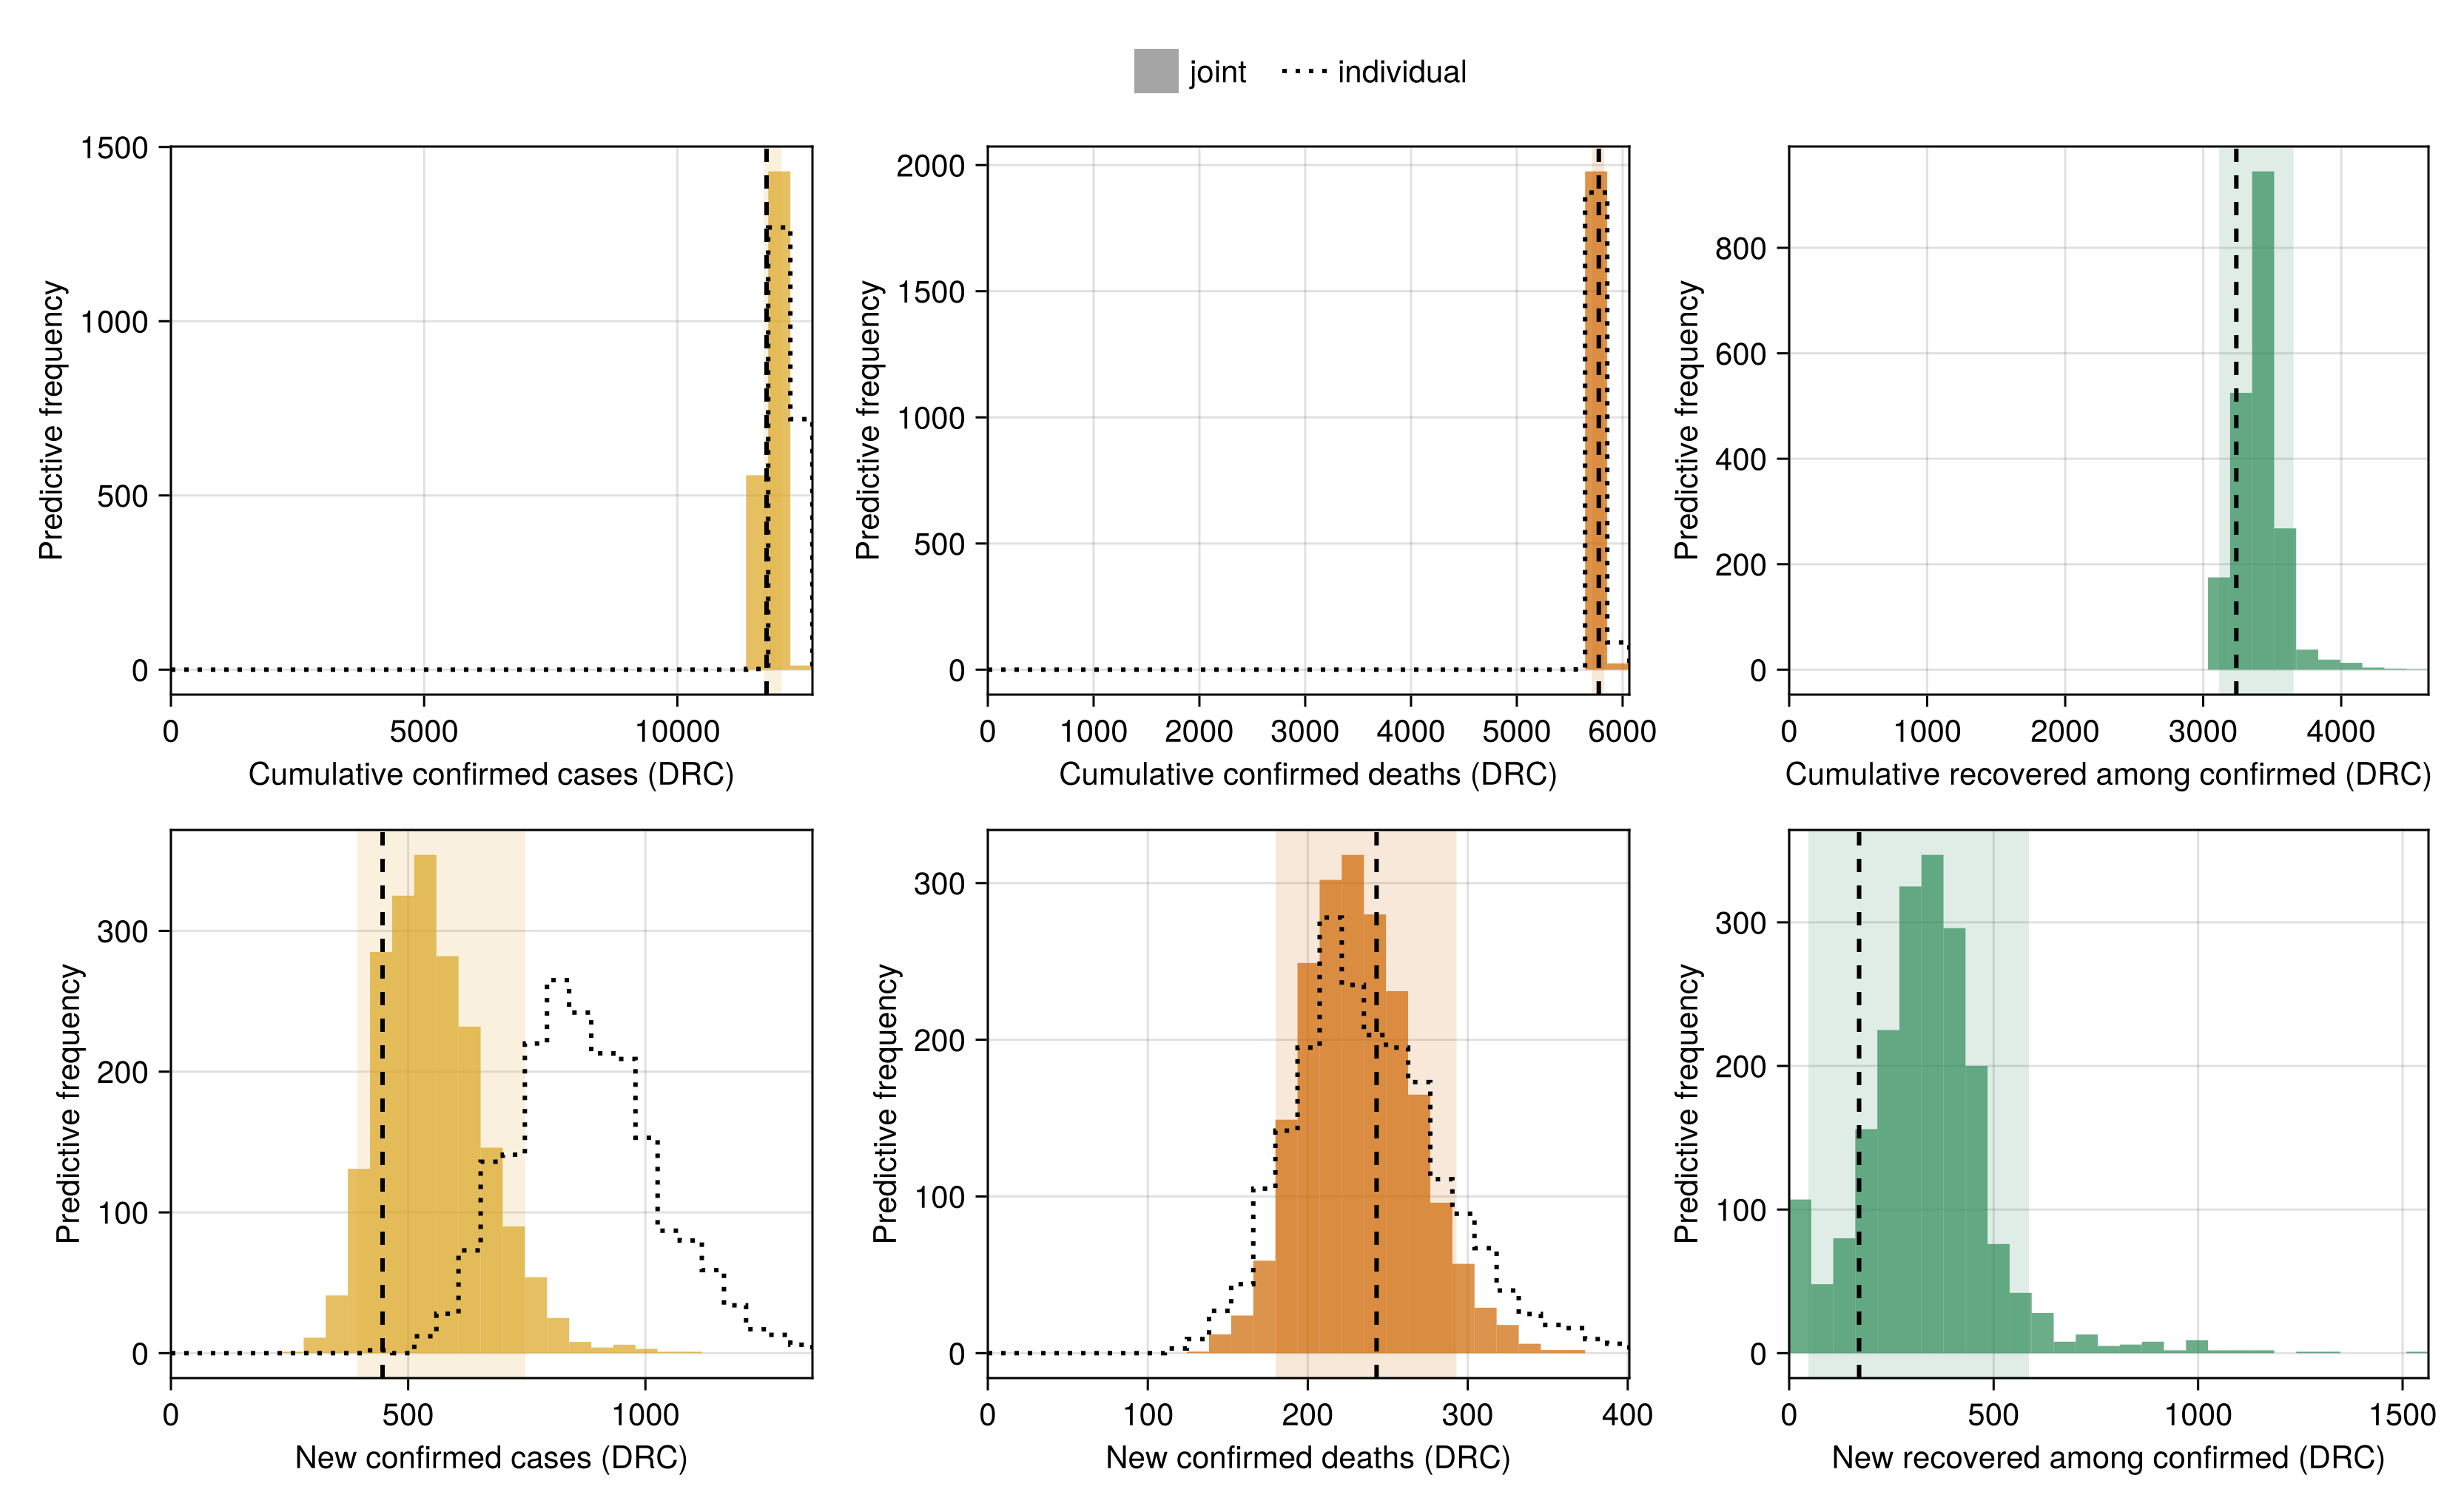 joint individual
1500
1000
500
0
Predictive frequency
0 5000 10000
Cumulative confirmed cases (DRC)
2000
1500
1000
500
0
Predictive frequency
0 1000 2000 3000 4000 5000 6000
Cumulative confirmed deaths (DRC)
800
600
400
200
0
Predictive frequency
0 1000 2000 3000 4000
Cumulative recovered among confirmed (DRC)
300
200
100
0
Predictive frequency
0 500 1000
New confirmed cases (DRC)
300
200
100
0
Predictive frequency
0 100 200 300 400
New confirmed deaths (DRC)
300
200
100
0
Predictive frequency
0 500 1000 1500
New recovered among confirmed (DRC)